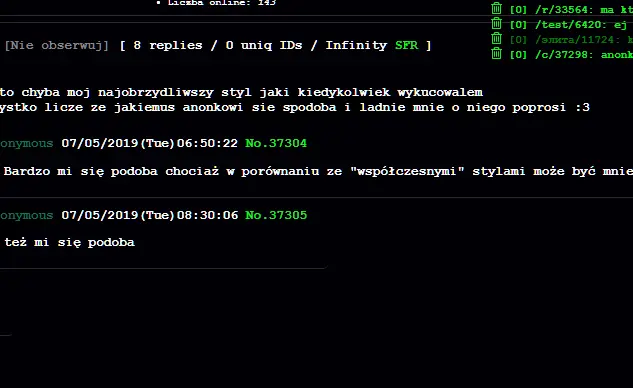 • Liczba online: 143
[0] /r/33564: ma kt
[0] /test/6420: ej
[0] /элита/11724: k
[0] /c/37298: anonk
[Nie obserwuj] [ 8 replies / 0 uniq IDs / Infinity SFR ]
to chyba moj najobrzydliwszy styl jaki kiedykolwiek wykucowalem
ystko licze ze jakiemus anonkowi sie spodoba i ladnie mnie o niego poprosi :3
onymous 07/05/2019(Tue)06:50:22 No.37304
Bardzo mi się podoba chociaż w porównaniu ze "współczesnymi" stylami może być mnie
onymous 07/05/2019(Tue)08:30:06 No.37305
też mi się podoba